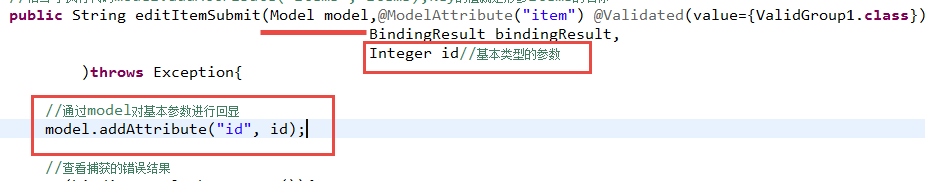 public String editItemSubmit(Model model,@ModelAttribute("item") @Validated(value={ValidGroup1.class})
BindingResult bindingResult,
Integer id//基本类型的参数
)throws Exception{
//通过model对基本参数进行回显
model.addAttribute("id", id);
//查看捕获的错误结果